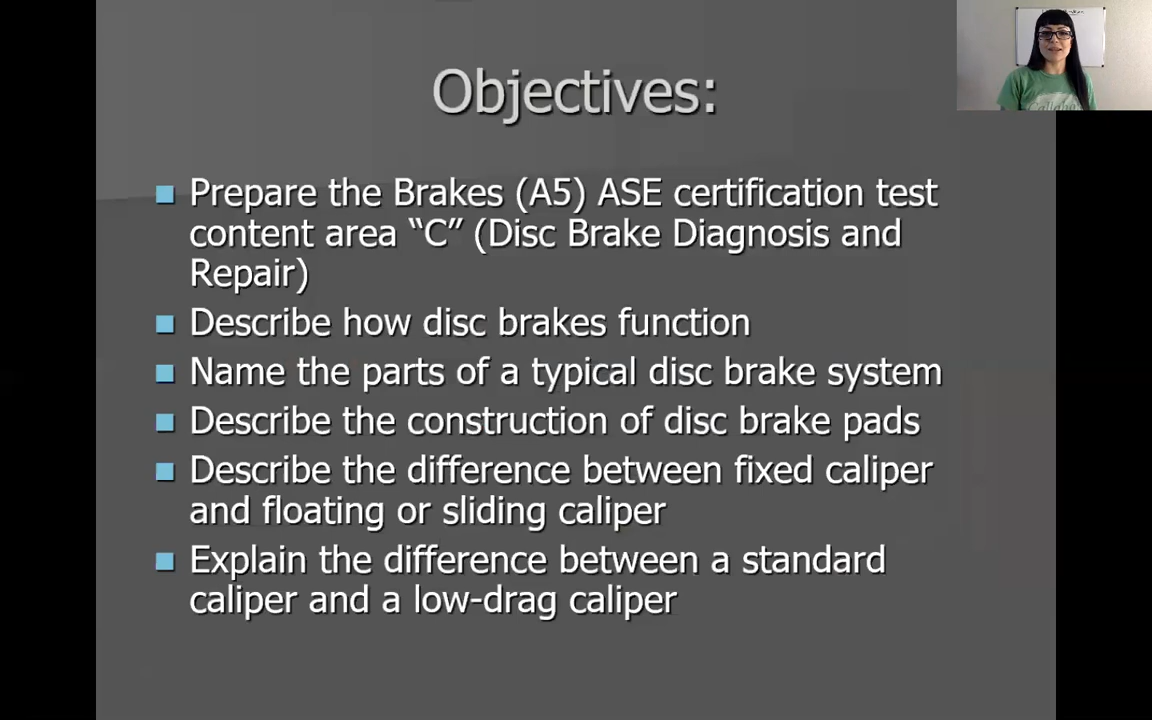 Objectives:
Prepare the Brakes (A5) ASE certification test
content area “C” (Disc Brake Diagnosis and
Repair)
Describe how disc brakes function
Name the parts of a typical disc brake system
Describe the construction of disc brake pads
Describe the difference between fixed caliper
and floating or sliding caliper
Explain the difference between a standard
caliper and a low-drag caliper